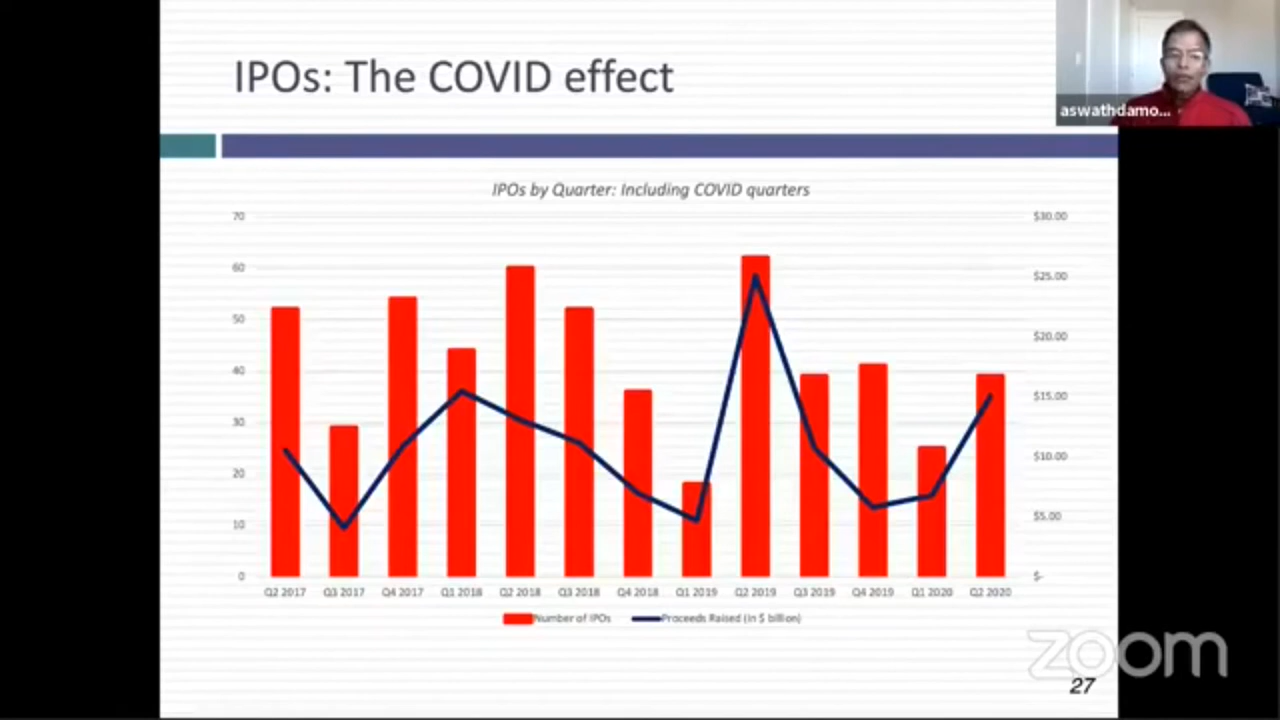 IPOs: The COVID effect
aswathdamo...
IPOs by Quarter: Including COVID quarters
70
60
50
40
30
20
10
0
$30.00
$25.00
$20.00
$15.00
$10.00
$5.00
$-
Q2 2017 Q3 2017 Q4 2017 Q1 2018 Q2 2018 Q3 2018 Q4 2018 Q1 2019 Q2 2019 Q3 2019 Q4 2019 Q1 2020 Q2 2020
Number of IPOs Proceeds Raised (in $ billion)
zoom
27